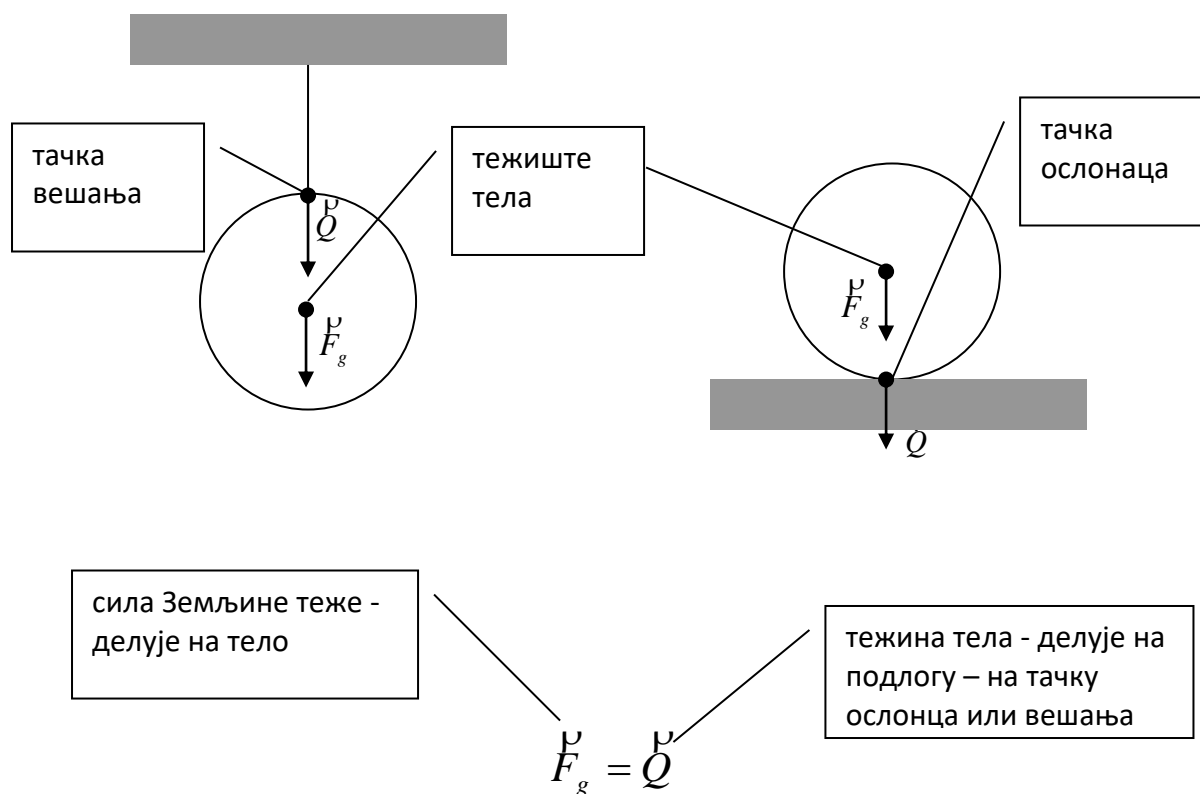 тачка
вешања
тежиште
тела
тачка
ослонаца
Q
F_g
F_g
Q
сила Земљине теже -
делује на тело
тежина тела - делује на
подлогу – на тачку
ослонца или вешања
F_g = Q